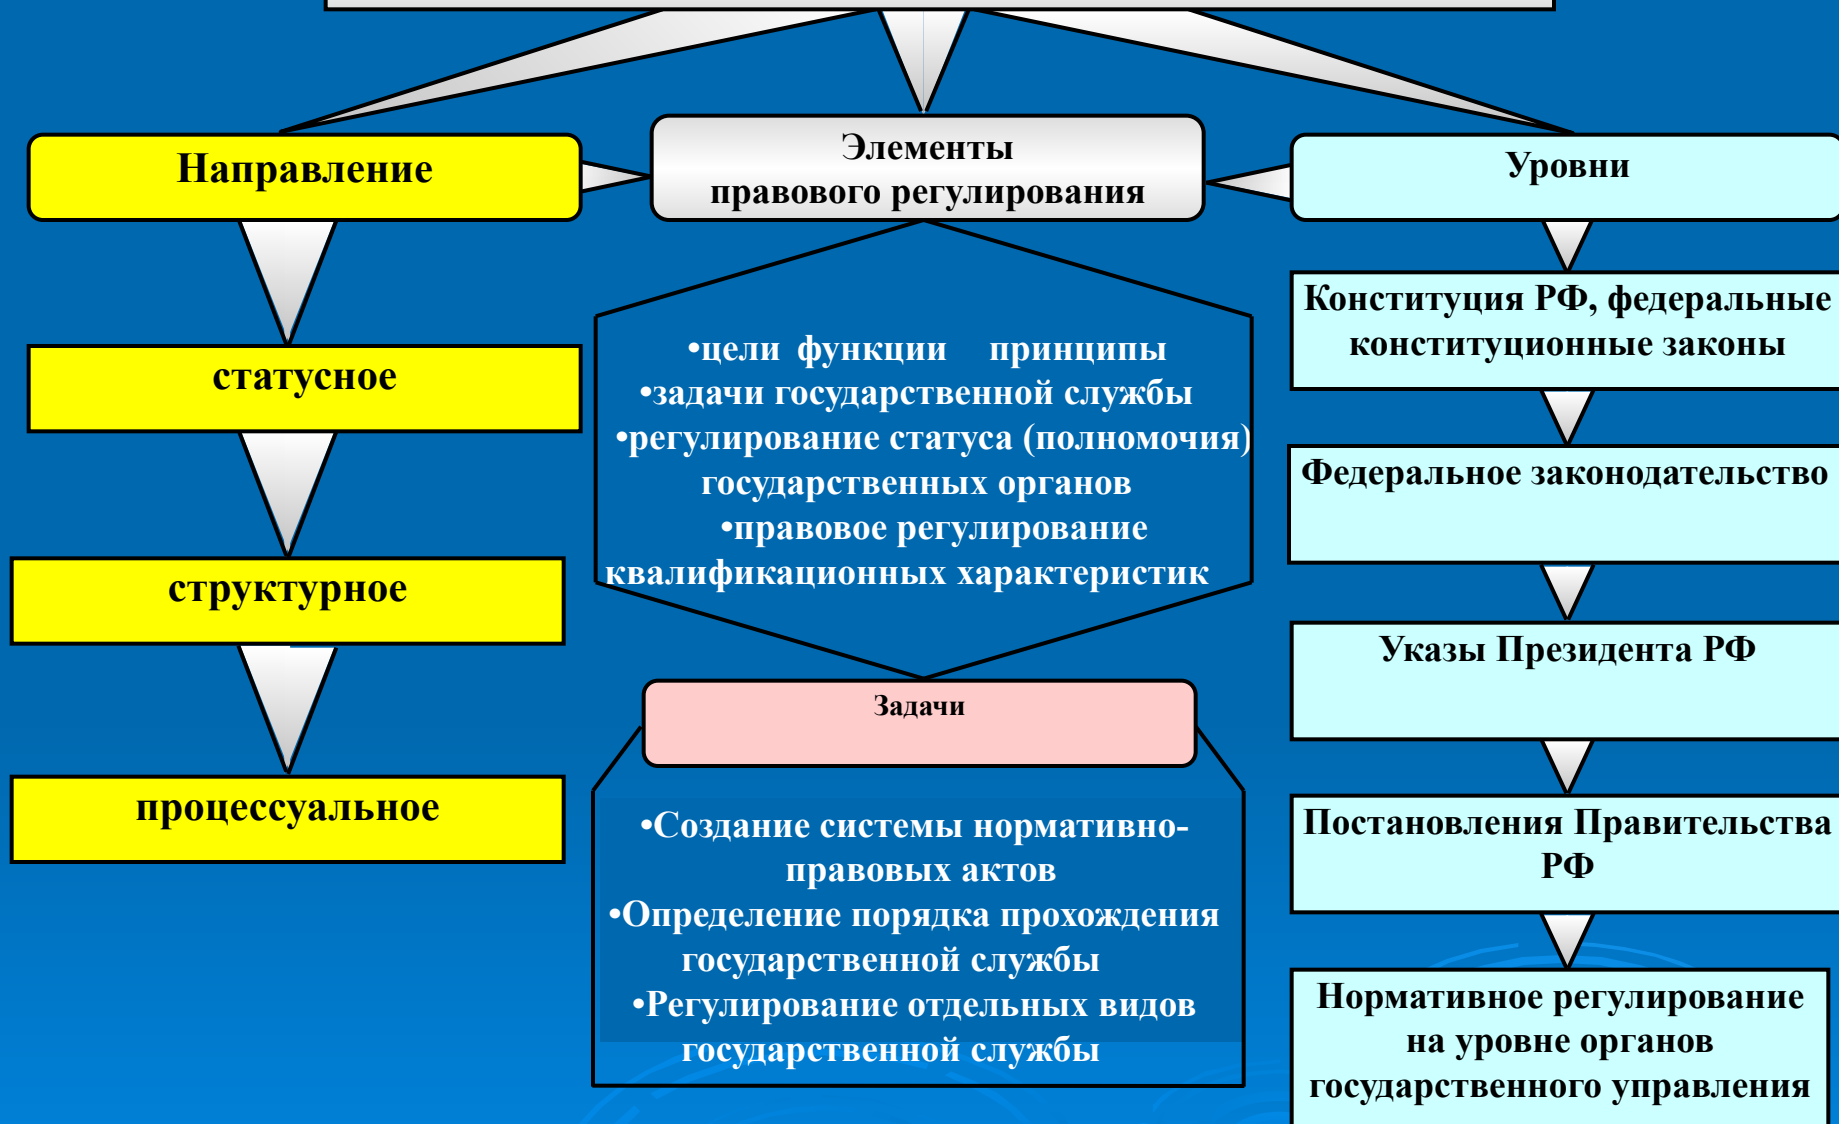 Направление
статусное
структурное
процессуальное
Элементы
правового регулирования
•цели функции принципы
•задачи государственной службы
•регулирование статуса (полномочия)
государственных органов
•правовое регулирование
квалификационных характеристик
Задачи
•Создание системы нормативно-
правовых актов
•Определение порядка прохождения
государственной службы
•Регулирование отдельных видов
государственной службы
Уровни
Конституция РФ, федеральные
конституционные законы
Федеральное законодательство
Указы Президента РФ
Постановления Правительства
РФ
Нормативное регулирование
на уровне органов
государственного управления